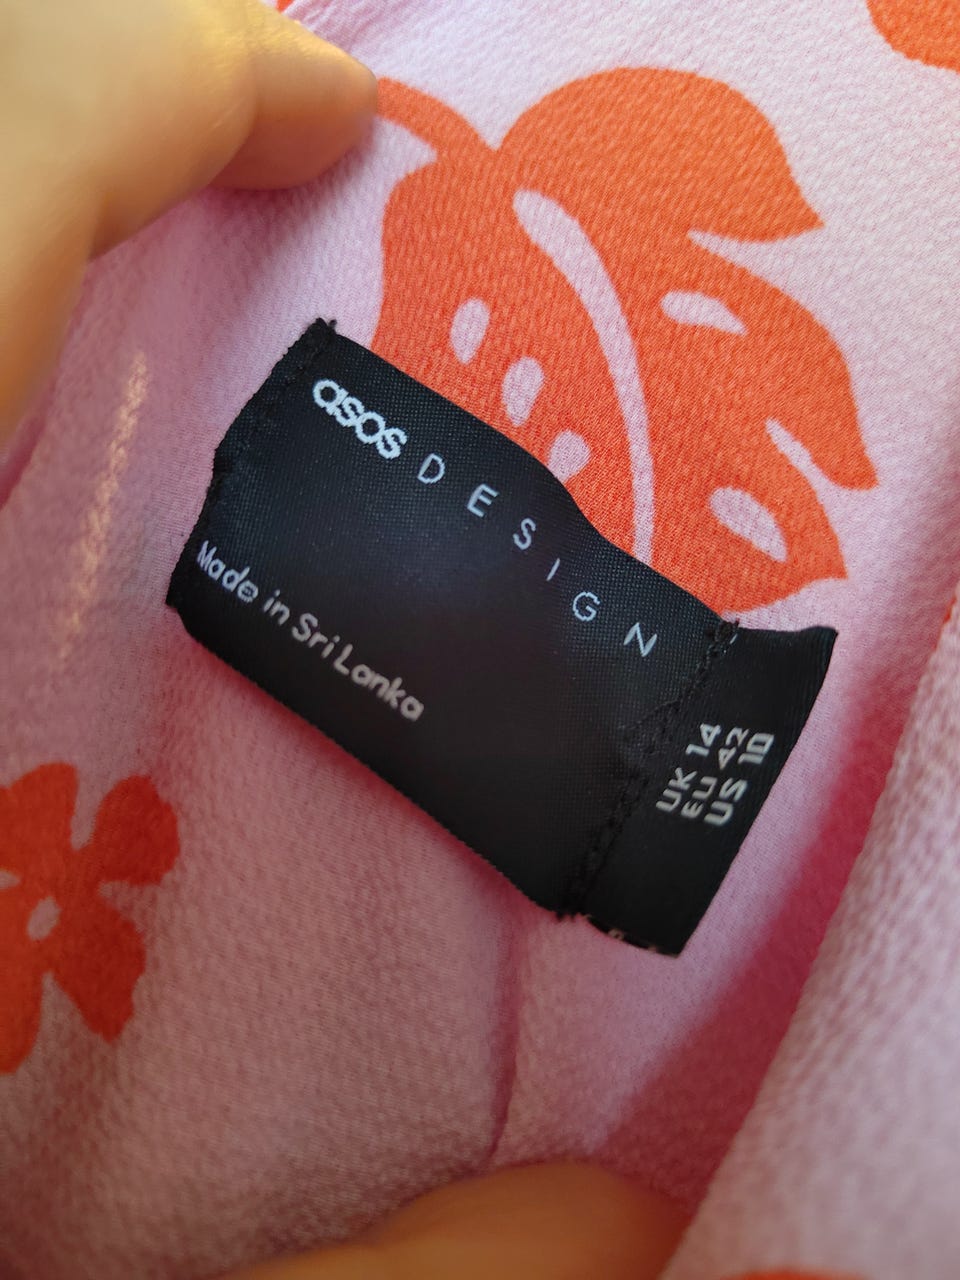 asos DESIGN
Made in Sri Lanka
UK 14
EU 42
US 10